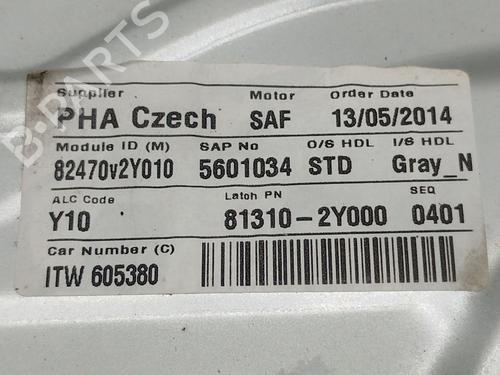 Supplier Motor Order Date
PHA Czech SAF 13/05/2014
Module ID (M) SAP No O/S HDL I/S HDL
82470v2Y010 5601034 STD Gray_N
ALC Code Latch PN SEQ
Y10 81310-2Y000 0401
Car Number (C)
ITW 605380
B-PARTS